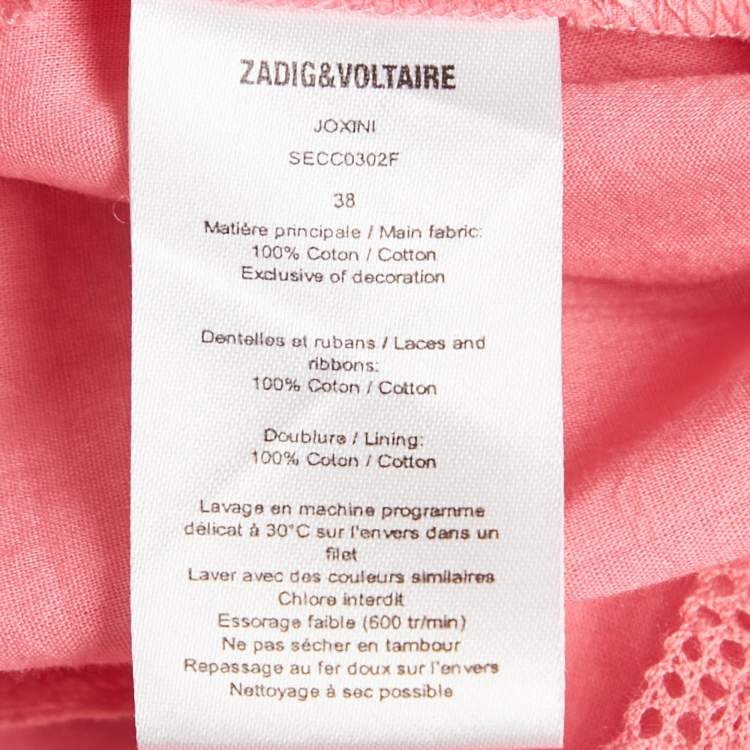 ZADIG&VOLTAIRE
JOXINI
SECC0302F
38
Matière principale / Main fabric:
100% Coton / Cotton
Exclusive of decoration
Dentelles et rubans / Laces and
ribbons:
100% Coton / Cotton
Doublure / Lining:
100% Coton / Cotton
Lavage en machine programme
délicat à 30°C sur l'envers dans un
filet
Laver avec des couleurs similaires
Chlore interdit
Essorage faible (600 tr/min)
Ne pas sécher en tambour
Repassage au fer doux sur l'envers
Nettoyage à sec possible